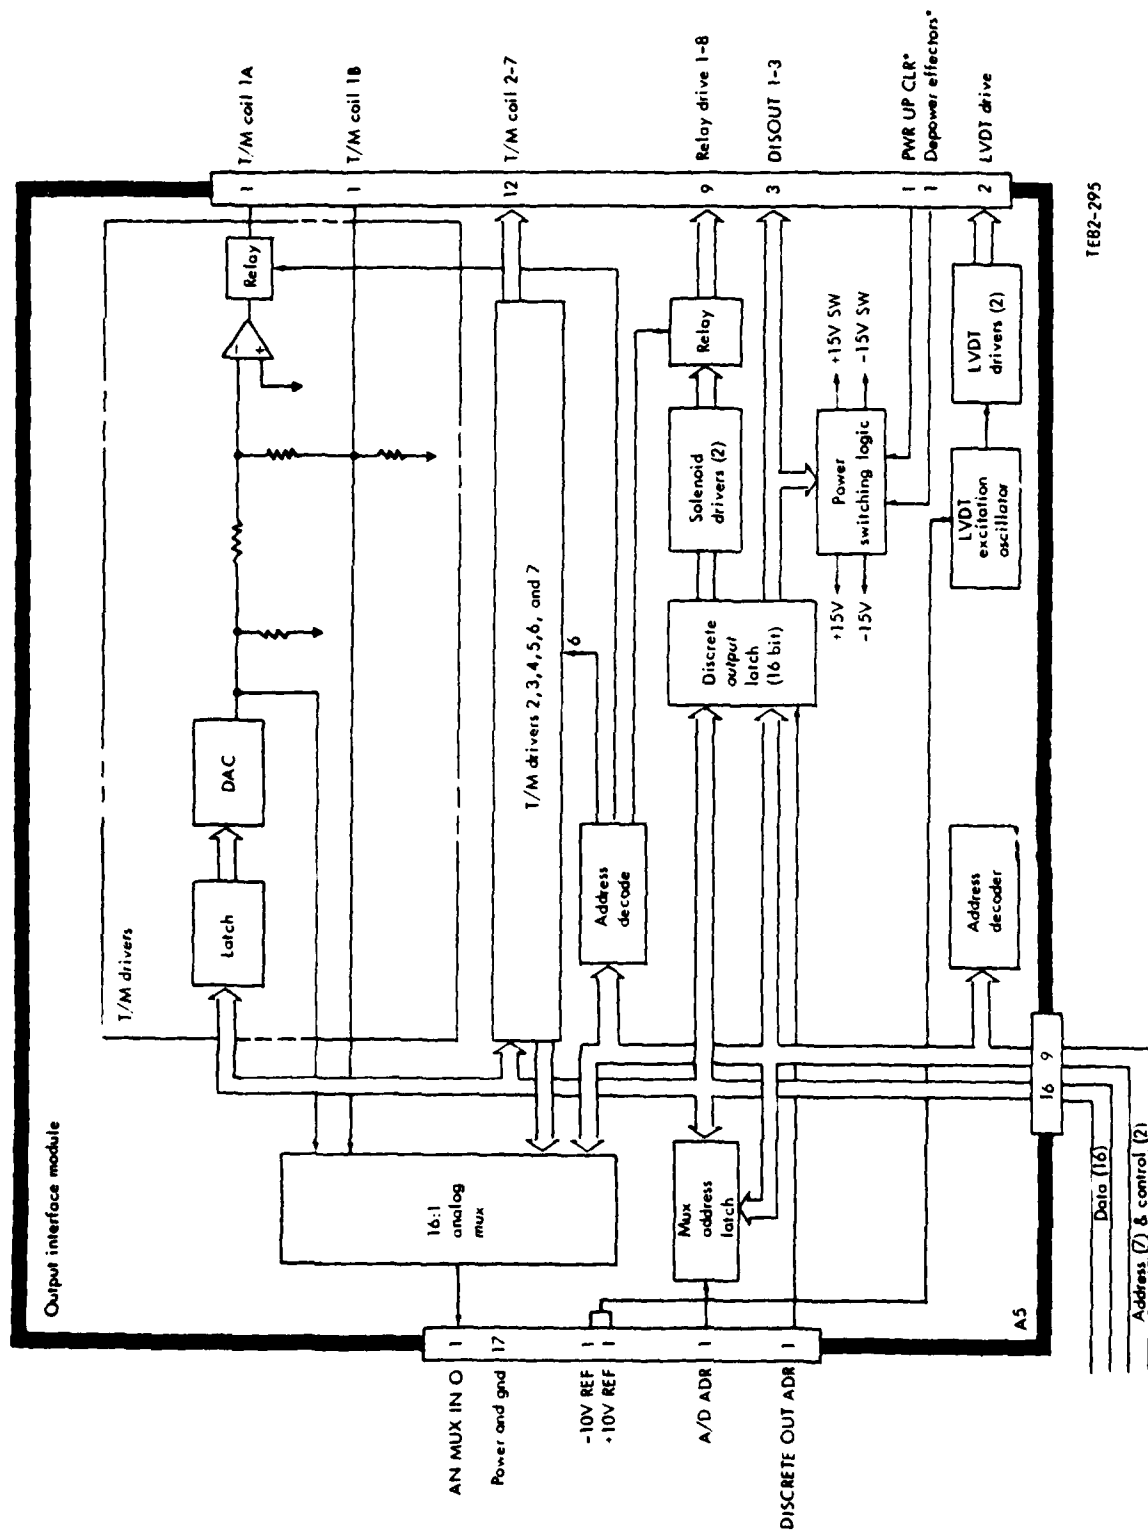 Output interface module
T/M drivers
Latch
DAC
Relay
-
+
1
T/M coil 1A
1
T/M coil 1B
12
T/M coil 2-7
9
Relay drive 1-8
3
DISOUT 1-3
1
PWR UP CLR*
1
Depower effectors*
2
LVDT drive
16:1
analog
mux
T/M drivers 2,3,4,5,6, and 7
6
Address
decode
Mux
address
latch
Discrete
output
latch
(16 bit)
Solenoid
drivers (2)
Relay
+15V
-15V
Power
switching logic
+15V SW
-15V SW
LVDT
excitation
oscillator
LVDT
drivers (2)
Address
decoder
AN MUX IN O
1
Power and gnd
17
-10V REF
1
+10V REF
1
A/D ADR
1
DISCRETE OUT ADR
1
A5
16
9
Data (16)
Address (7) & control (2)
TE82-295